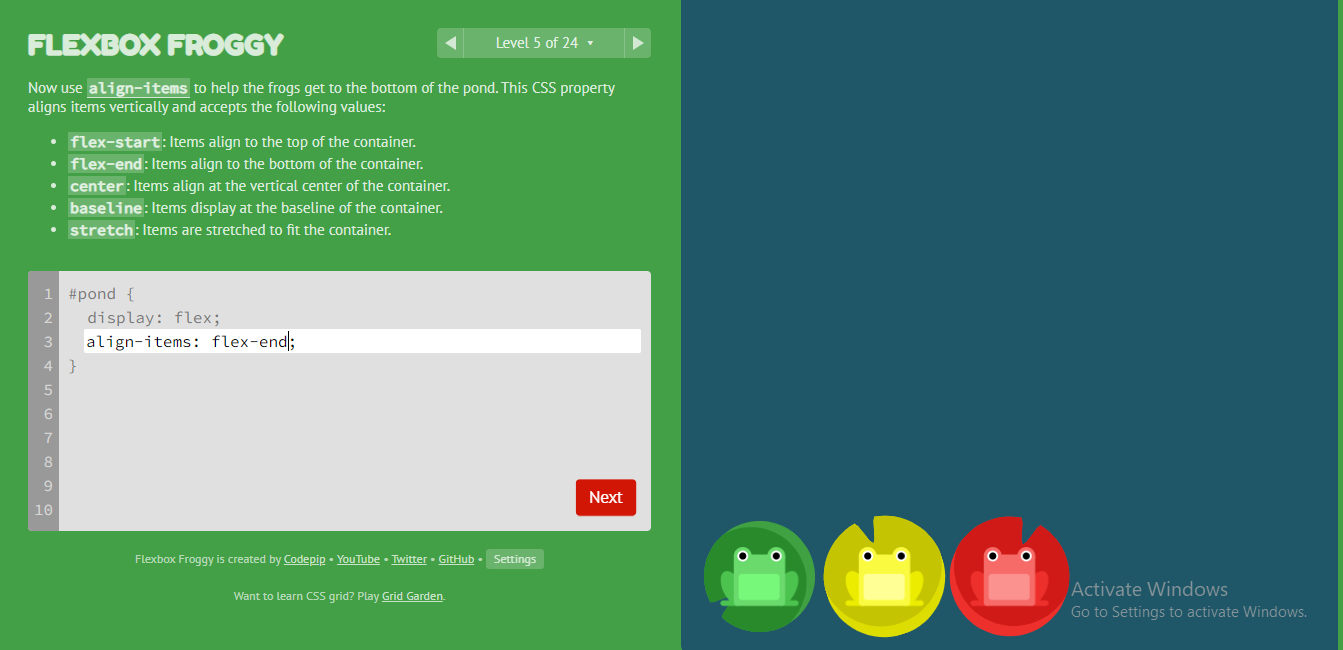 FLEXBOX FROGGY
◀ Level 5 of 24 ▾ ▶
Now use align-items to help the frogs get to the bottom of the pond. This CSS property
aligns items vertically and accepts the following values:
• flex-start: Items align to the top of the container.
• flex-end: Items align to the bottom of the container.
• center: Items align at the vertical center of the container.
• baseline: Items display at the baseline of the container.
• stretch: Items are stretched to fit the container.
1 #pond {
2 display: flex;
3 align-items: flex-end;
4 }
5
6
7
8
9
10
Next
Flexbox Froggy is created by Codepip • YouTube • Twitter • GitHub • Settings
Want to learn CSS grid? Play Grid Garden.
Activate Windows
Go to Settings to activate Windows.